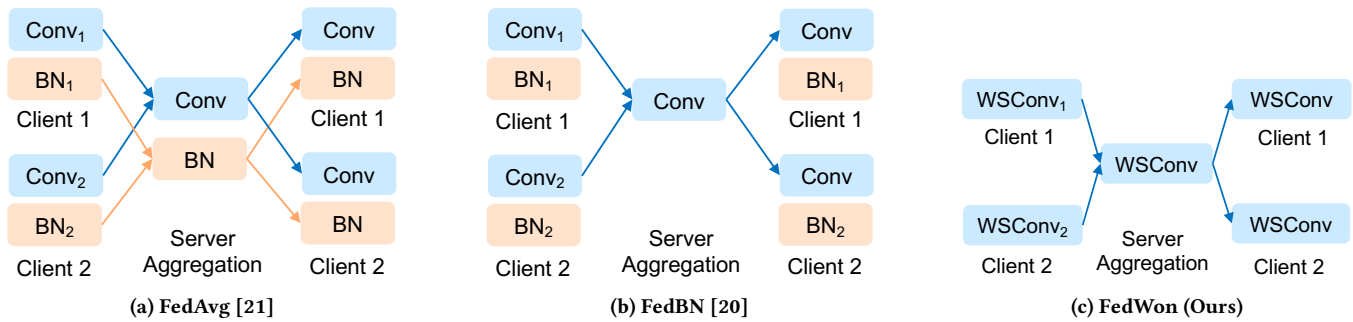 Conv₁
BN₁
Client 1
Conv₂
BN₂
Client 2
Conv
BN
Server
Aggregation
Conv
BN
Client 1
Conv
BN
Client 2
(a) FedAvg [21]
Conv₁
BN₁
Client 1
Conv₂
BN₂
Client 2
Conv
Server
Aggregation
Conv
BN₁
Client 1
Conv
BN₂
Client 2
(b) FedBN [20]
WSConv₁
Client 1
WSConv₂
Client 2
WSConv
Server
Aggregation
WSConv
Client 1
WSConv
Client 2
(c) FedWon (Ours)